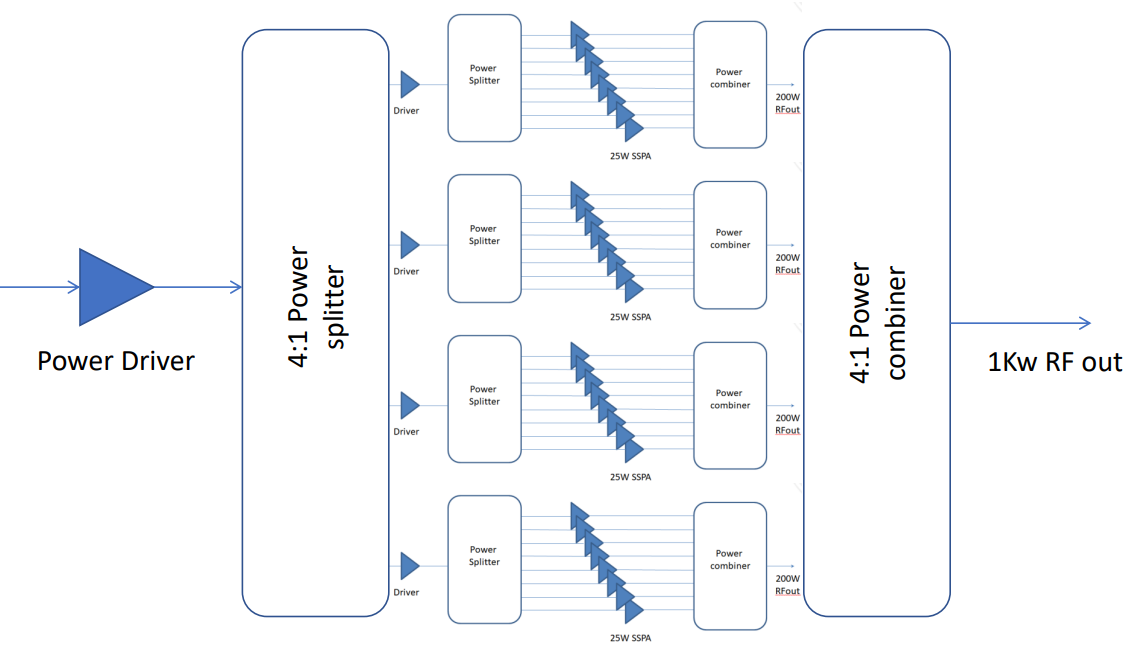 Power Driver
4:1 Power
splitter
Driver
Power
Splitter
25W SSPA
Power
combiner
200W
RFout
Driver
Power
Splitter
25W SSPA
Power
combiner
200W
RFout
Driver
Power
Splitter
25W SSPA
Power
combiner
200W
RFout
Driver
Power
Splitter
25W SSPA
Power
combiner
200W
RFout
4:1 Power
combiner
1Kw RF out